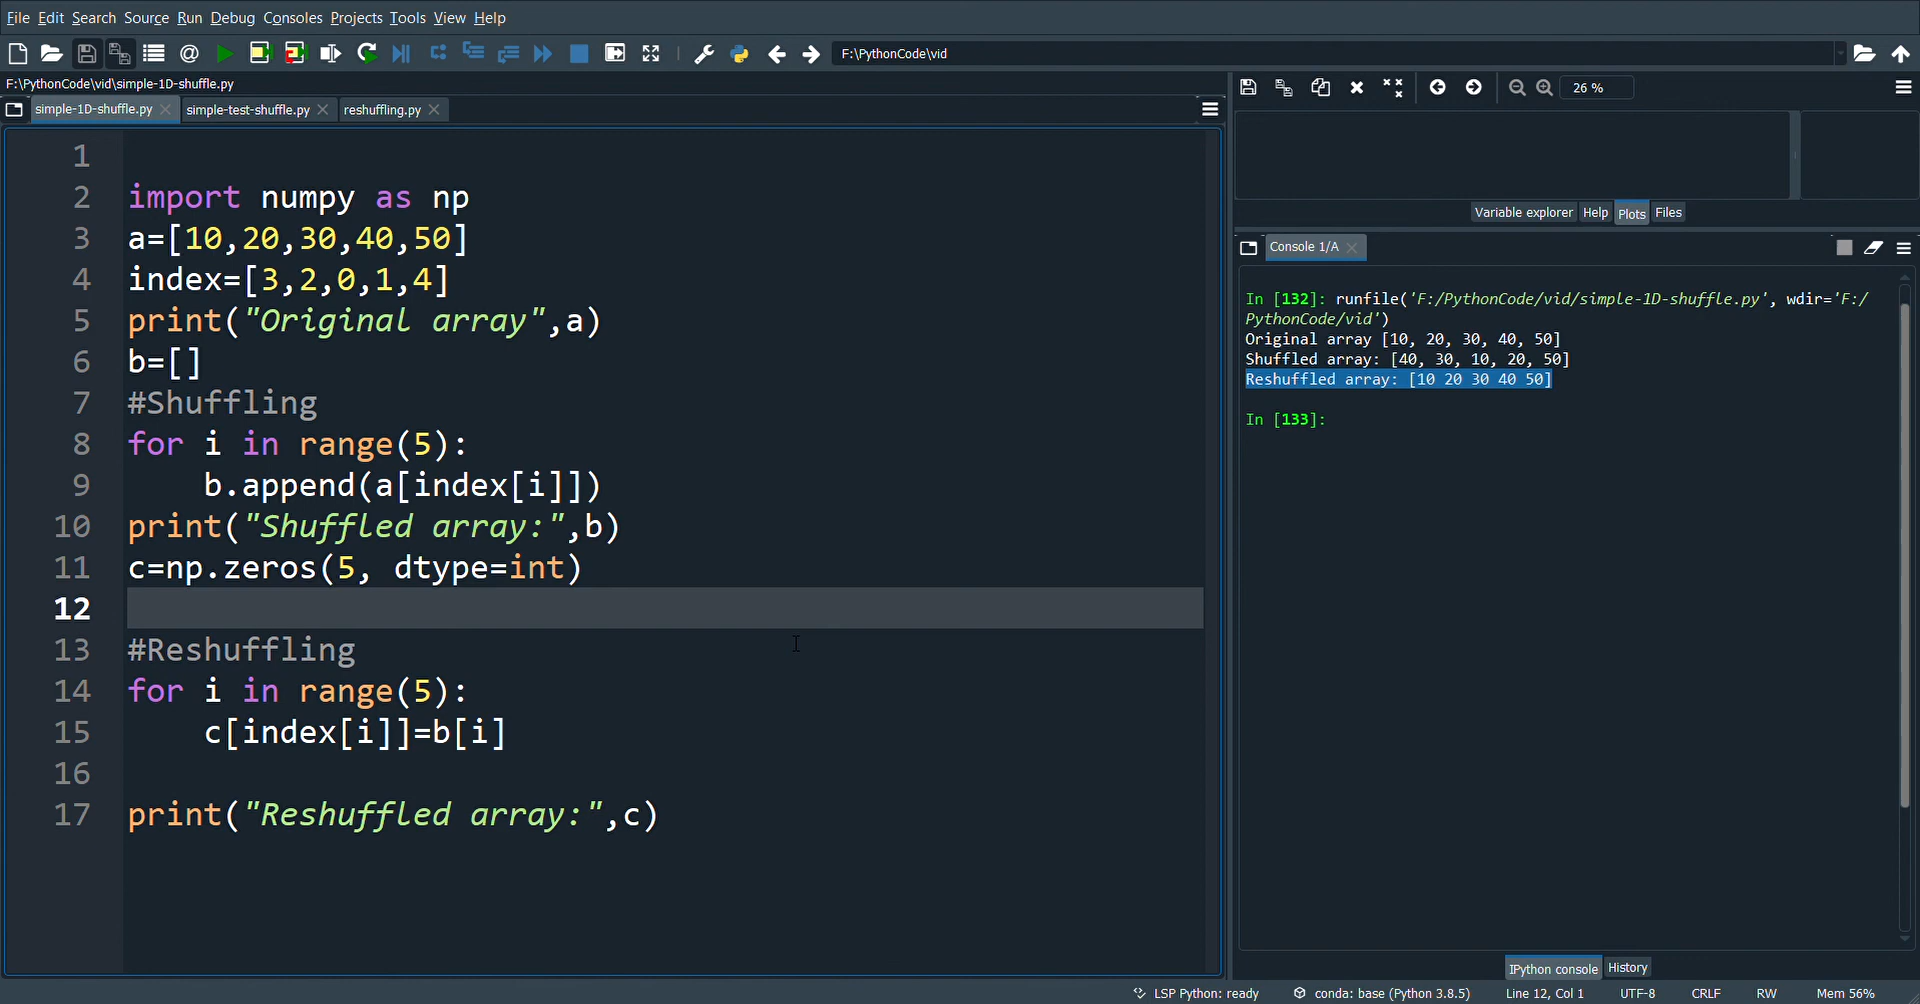 File Edit Search Source Run Debug Consoles Projects Tools View Help
F:\PythonCode\vid
F:\PythonCode\vid\simple-1D-shuffle.py
simple-1D-shuffle.py simple-test-shuffle.py reshuffling.py
1
2 import numpy as np
3 a=[10,20,30,40,50]
4 index=[3,2,0,1,4]
5 print("Original array",a)
6 b=[]
7 #Shuffling
8 for i in range(5):
9     b.append(a[index[i]])
10 print("Shuffled array:",b)
11 c=np.zeros(5, dtype=int)
12
13 #Reshuffling
14 for i in range(5):
15     c[index[i]]=b[i]
16
17 print("Reshuffled array:",c)
26 %
Variable explorer Help Plots Files
Console 1/A
In [132]: runfile('F:/PythonCode/vid/simple-1D-shuffle.py', wdir='F:/
PythonCode/vid')
Original array [10, 20, 30, 40, 50]
Shuffled array: [40, 30, 10, 20, 50]
Reshuffled array: [10 20 30 40 50]
In [133]:
IPython console History
LSP Python: ready conda: base (Python 3.8.5) Line 12, Col 1 UTF-8 CRLF RW Mem 56%